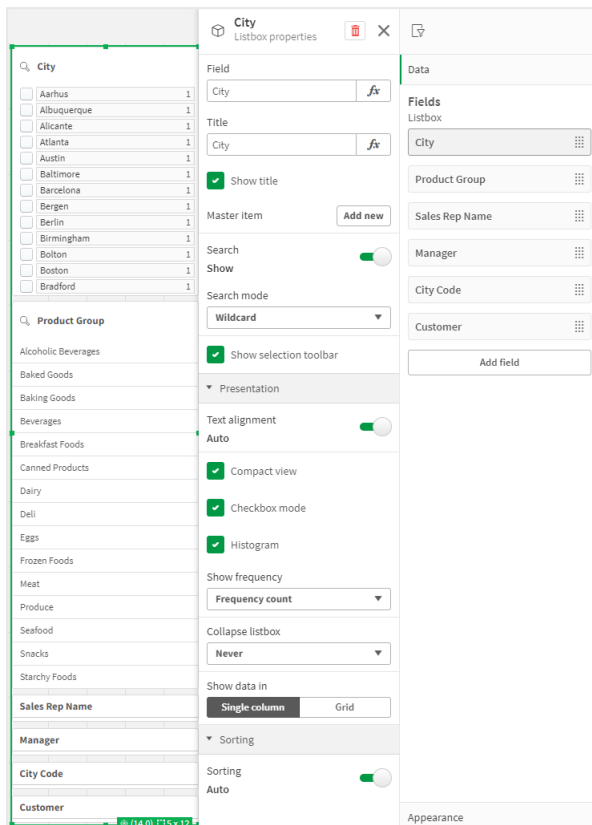 City
Aarhus 1
Albuquerque 1
Alicante 1
Atlanta 1
Austin 1
Baltimore 1
Barcelona 1
Bergen 1
Berlin 1
Birmingham 1
Bolton 1
Boston 1
Bradford 1
Product Group
Alcoholic Beverages
Baked Goods
Baking Goods
Beverages
Breakfast Foods
Canned Products
Dairy
Deli
Eggs
Frozen Foods
Meat
Produce
Seafood
Snacks
Starchy Foods
Sales Rep Name
Manager
City Code
Customer
(14,0) 5 x 12
City
Listbox properties
Field
City fx
Title
City fx
Show title
Master item Add new
Search
Show
Search mode
Wildcard
Show selection toolbar
Presentation
Text alignment
Auto
Compact view
Checkbox mode
Histogram
Show frequency
Frequency count
Collapse listbox
Never
Show data in
Single column Grid
Sorting
Sorting
Auto
Data
Fields
Listbox
City
Product Group
Sales Rep Name
Manager
City Code
Customer
Add field
Appearance